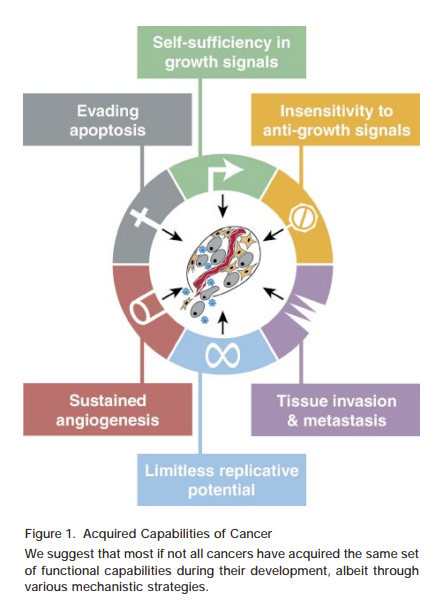 Self-sufficiency in
growth signals
Evading
apoptosis
Insensitivity to
anti-growth signals
Sustained
angiogenesis
Tissue invasion
& metastasis
Limitless replicative
potential
Figure 1. Acquired Capabilities of Cancer
We suggest that most if not all cancers have acquired the same set
of functional capabilities during their development, albeit through
various mechanistic strategies.